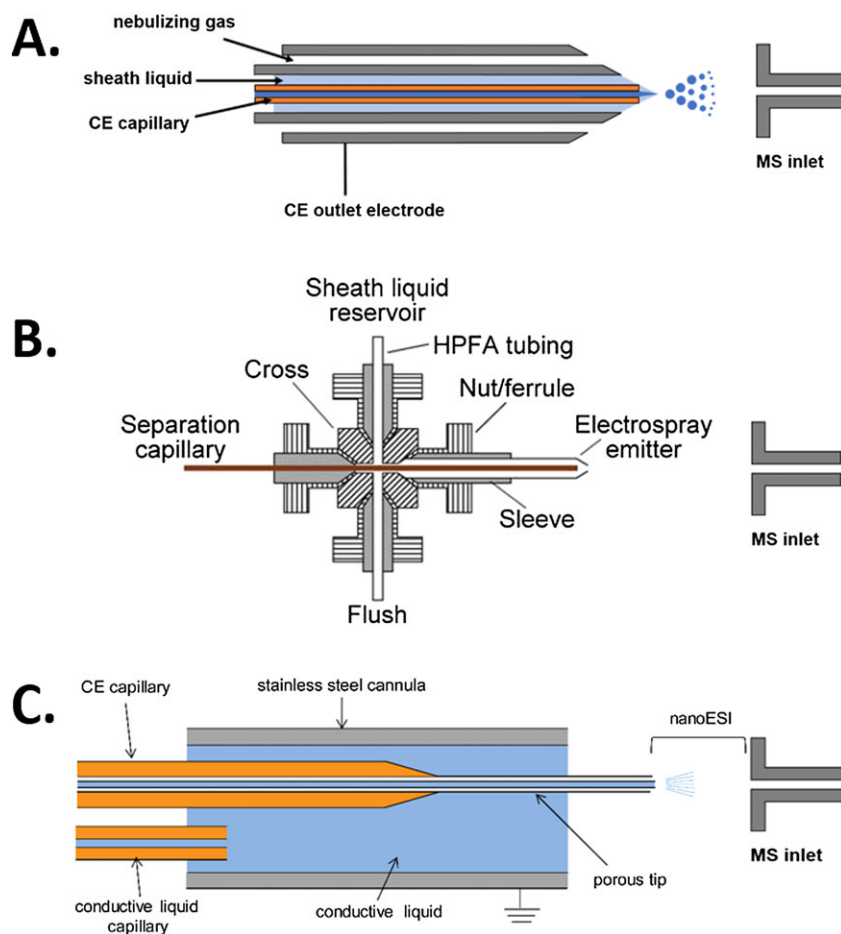 A.
nebulizing gas
sheath liquid
CE capillary
CE outlet electrode
MS inlet
B.
Sheath liquid
reservoir
HPFA tubing
Cross
Nut/ferrule
Separation
capillary
Electrospray
emitter
Sleeve
Flush
MS inlet
C.
CE capillary
stainless steel cannula
nanoESI
conductive liquid
capillary
conductive liquid
porous tip
MS inlet